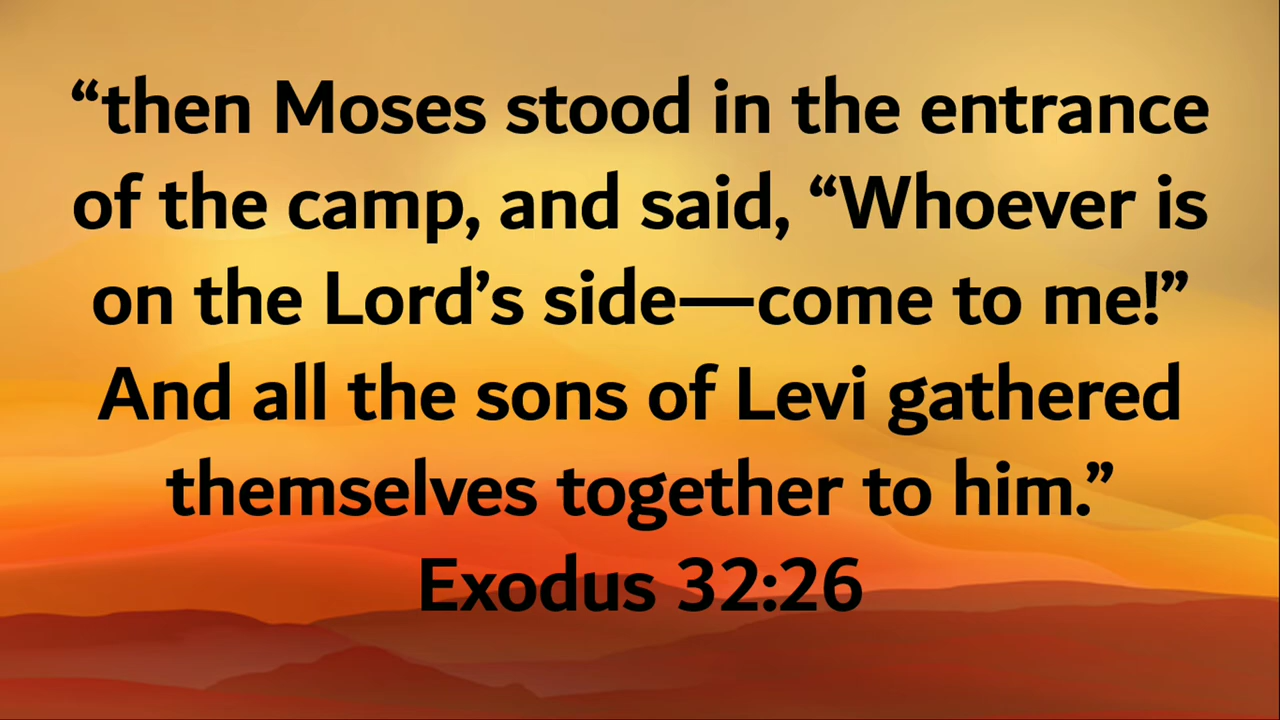 “then Moses stood in the entrance
of the camp, and said, “Whoever is
on the Lord’s side—come to me!”
And all the sons of Levi gathered
themselves together to him.”
Exodus 32:26